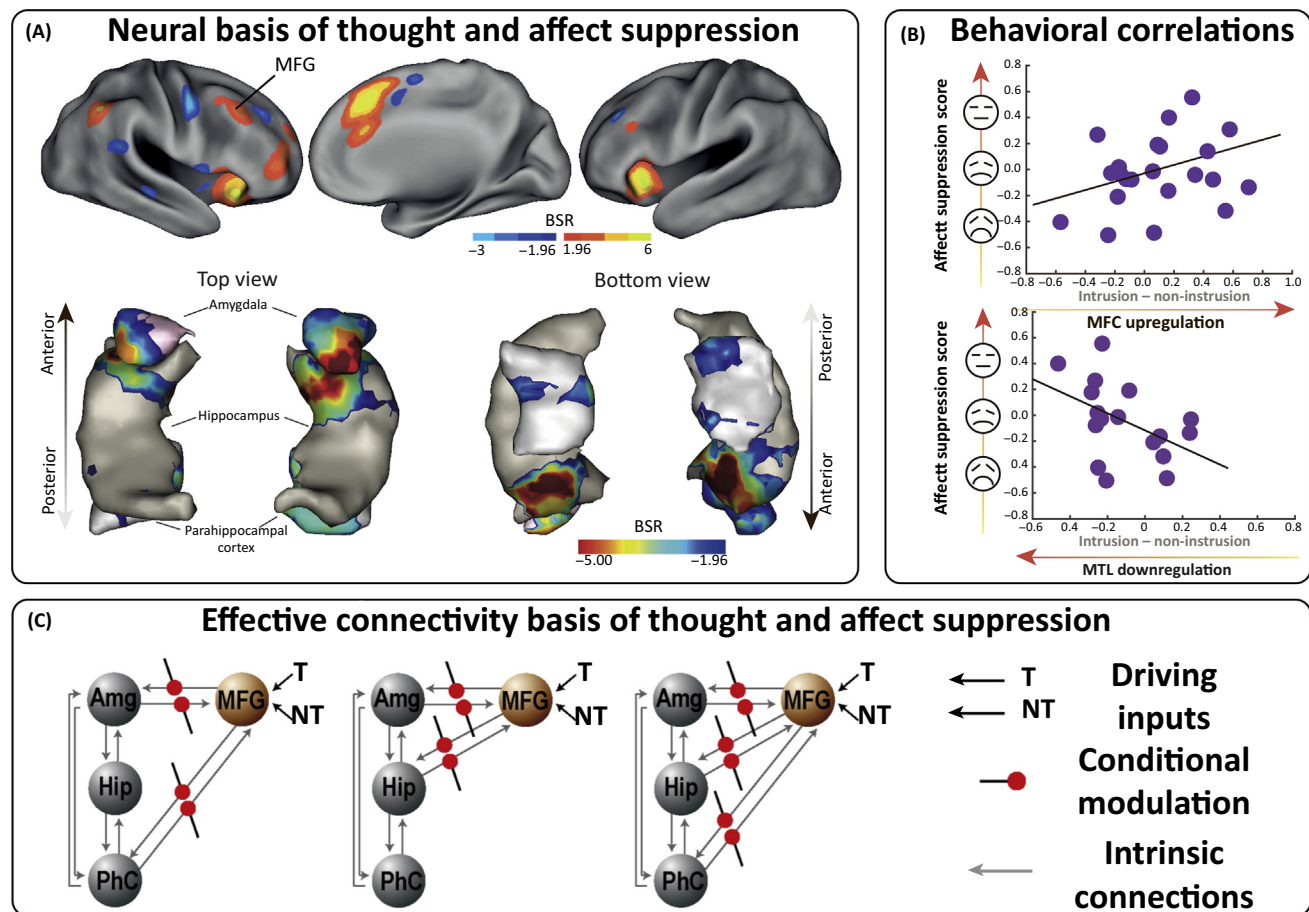 (A)
Neural basis of thought and affect suppression
MFG
BSR
−3
−1.96
1.96
6
Top view
Bottom view
Amygdala
Anterior
Posterior
Hippocampus
Parahippocampal
cortex
Posterior
Anterior
BSR
−5.00
−1.96
(B)
Behavioral correlations
Affectt suppression score
0.8
0.6
0.4
0.2
0.0
−0.2
−0.4
−0.6
−0.8
−0.8 −0.6 −0.4 −0.2 0.0 0.2 0.4 0.6 0.8 1.0
Intrusion – non-instrusion
MFC upregulation
Affectt suppression score
0.8
0.6
0.4
0.2
0.0
0.2
0.4
−0.6
−0.8
−0.6 −0.4 −0.2 0 0.2 0.4 0.6 0.8
Intrusion – non-instrusion
MTL downregulation
(C)
Effective connectivity basis of thought and affect suppression
Amg
MFG
T
NT
Hip
PhC
Amg
MFG
T
NT
Hip
PhC
Amg
MFG
T
NT
Hip
PhC
T
NT
Driving
inputs
Conditional
modulation
Intrinsic
connections